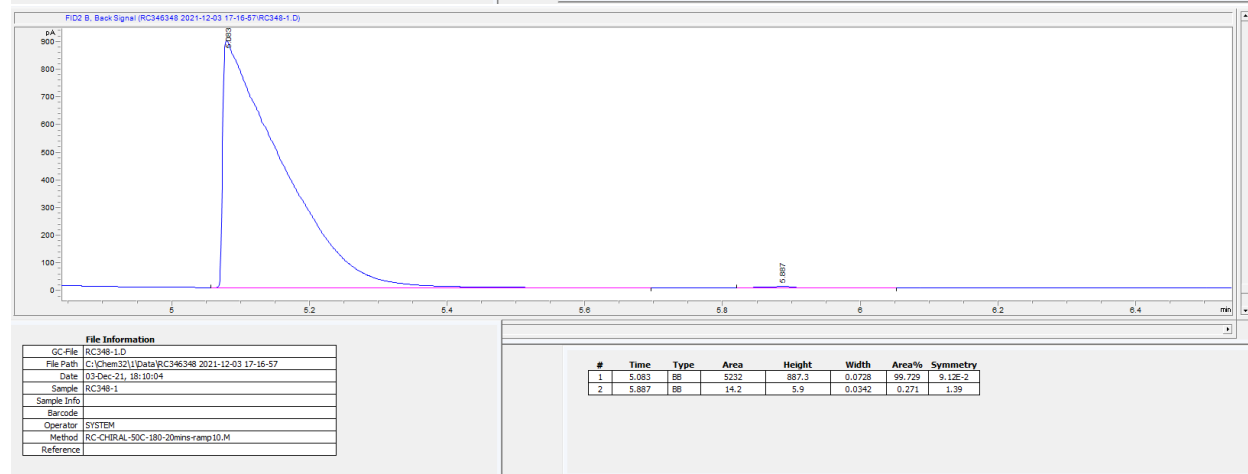 FID2 B, Back Signal (RC346348 2021-12-03 17-16-57\RC348-1.D)
pA
900
800
700
600
500
400
300
200
100
0
5.083
5.887
5 5.2 5.4 5.6 5.8 6 6.2 6.4 min
File Information
GC-File RC348-1.D
File Path C:\Chem32\1\Data\RC346348 2021-12-03 17-16-57
Date 03-Dec-21, 18:10:04
Sample RC348-1
Sample Info
Barcode
Operator SYSTEM
Method RC-CHIRAL-50C-180-20mins-ramp10.M
Reference
# Time Type Area Height Width Area% Symmetry
1 5.083 BB 5232 887.3 0.0728 99.729 9.12E-2
2 5.887 BB 14.2 5.9 0.0342 0.271 1.39